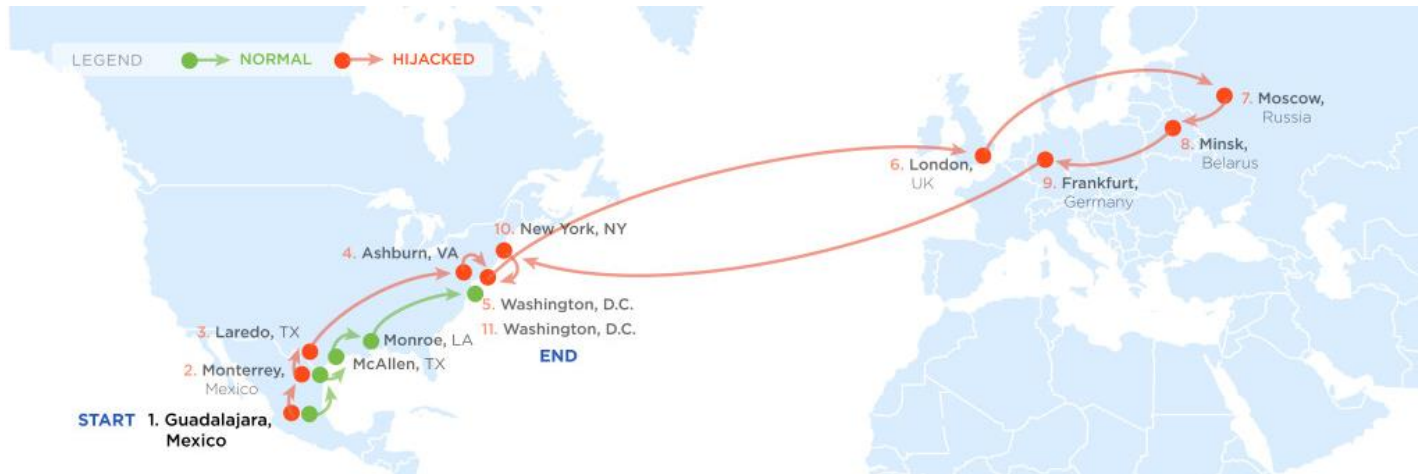 LEGEND NORMAL HIJACKED
7. Moscow,
Russia
8. Minsk,
Belarus
6. London,
UK
9. Frankfurt,
Germany
10. New York, NY
4. Ashburn, VA
5. Washington, D.C.
11. Washington, D.C.
END
3. Laredo, TX
Monroe, LA
McAllen, TX
2. Monterrey,
Mexico
START 1. Guadalajara,
Mexico